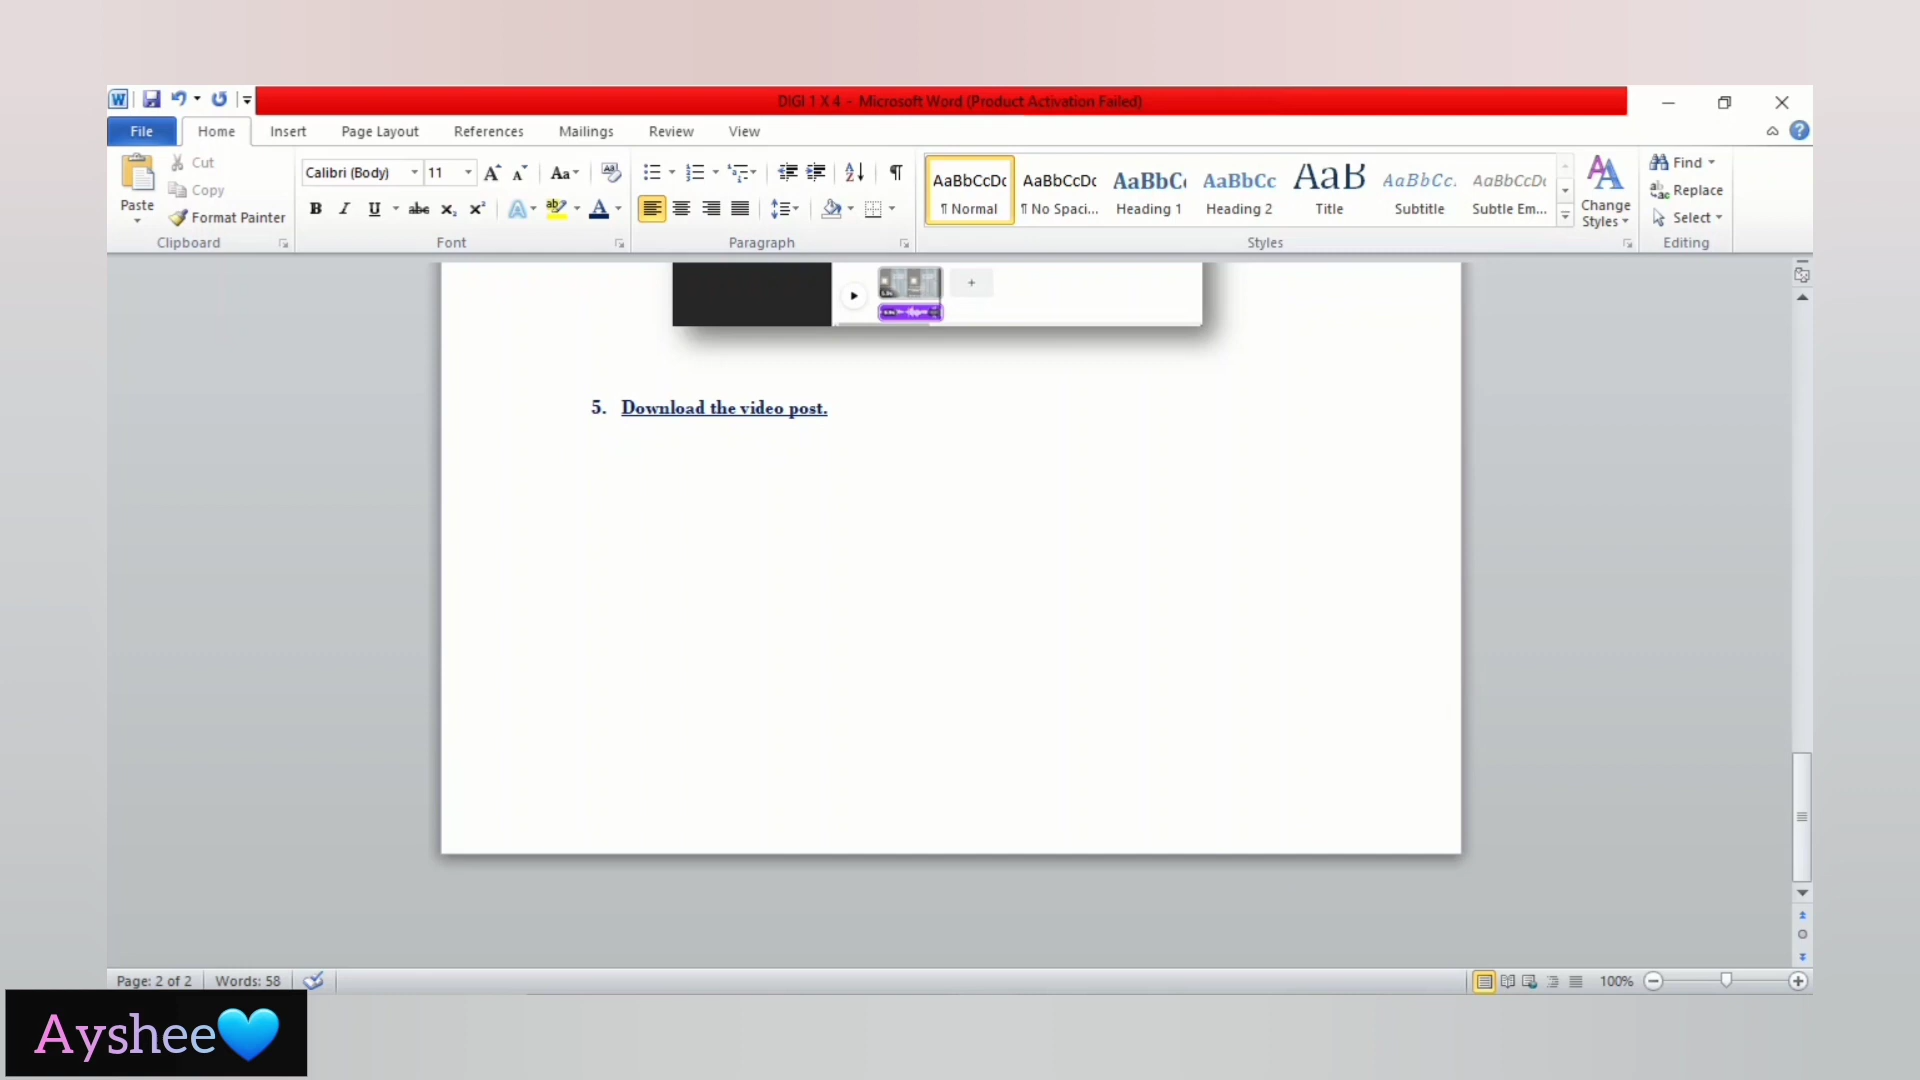 DIGI 1 X 4 - Microsoft Word (Product Activation Failed)
File Home Insert Page Layout References Mailings Review View
Paste
Cut
Copy
Format Painter
Clipboard
Calibri (Body) 11
Font
Paragraph
AaBbCcDc AaBbCcDc AaBbC AaBbCc AaB AaBbCc. AaBbCcDc
¶ Normal ¶ No Spaci... Heading 1 Heading 2 Title Subtitle Subtle Em...
Styles
Change
Styles
Find
Replace
Select
Editing
5. Download the video post.
Page: 2 of 2 Words: 58 100%
Ayshee